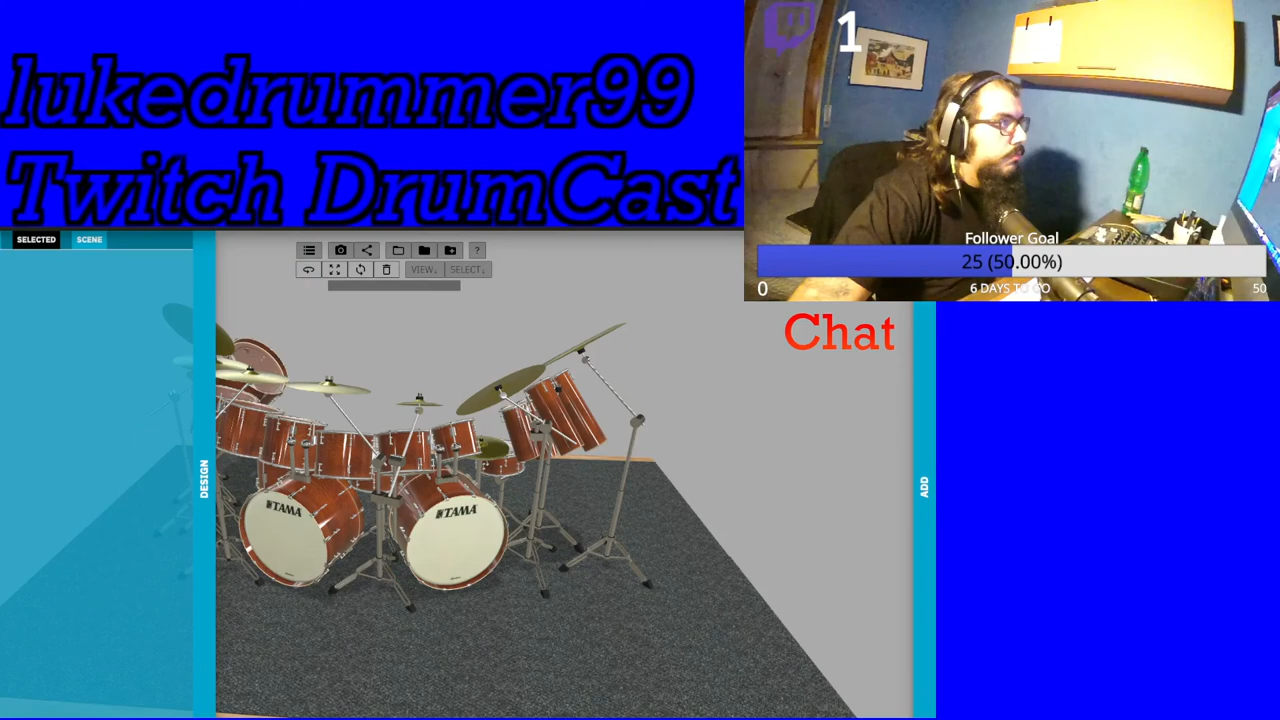 lukedrummer99
Twitch DrumCast
1
Follower Goal
25 (50.00%)
0
6 DAYS TO GO
50
SELECTED
SCENE
?
VIEW↓
SELECT↓
Chat
DESIGN
ADD
TAMA
TAMA